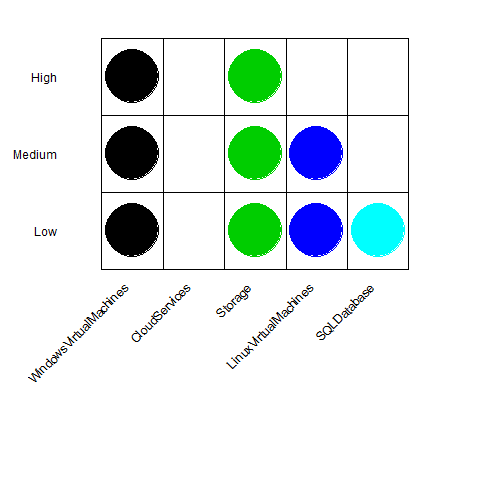 High
Medium
Low
WindowsVirtualMachines
CloudServices
Storage
LinuxVirtualMachines
SQLDatabase